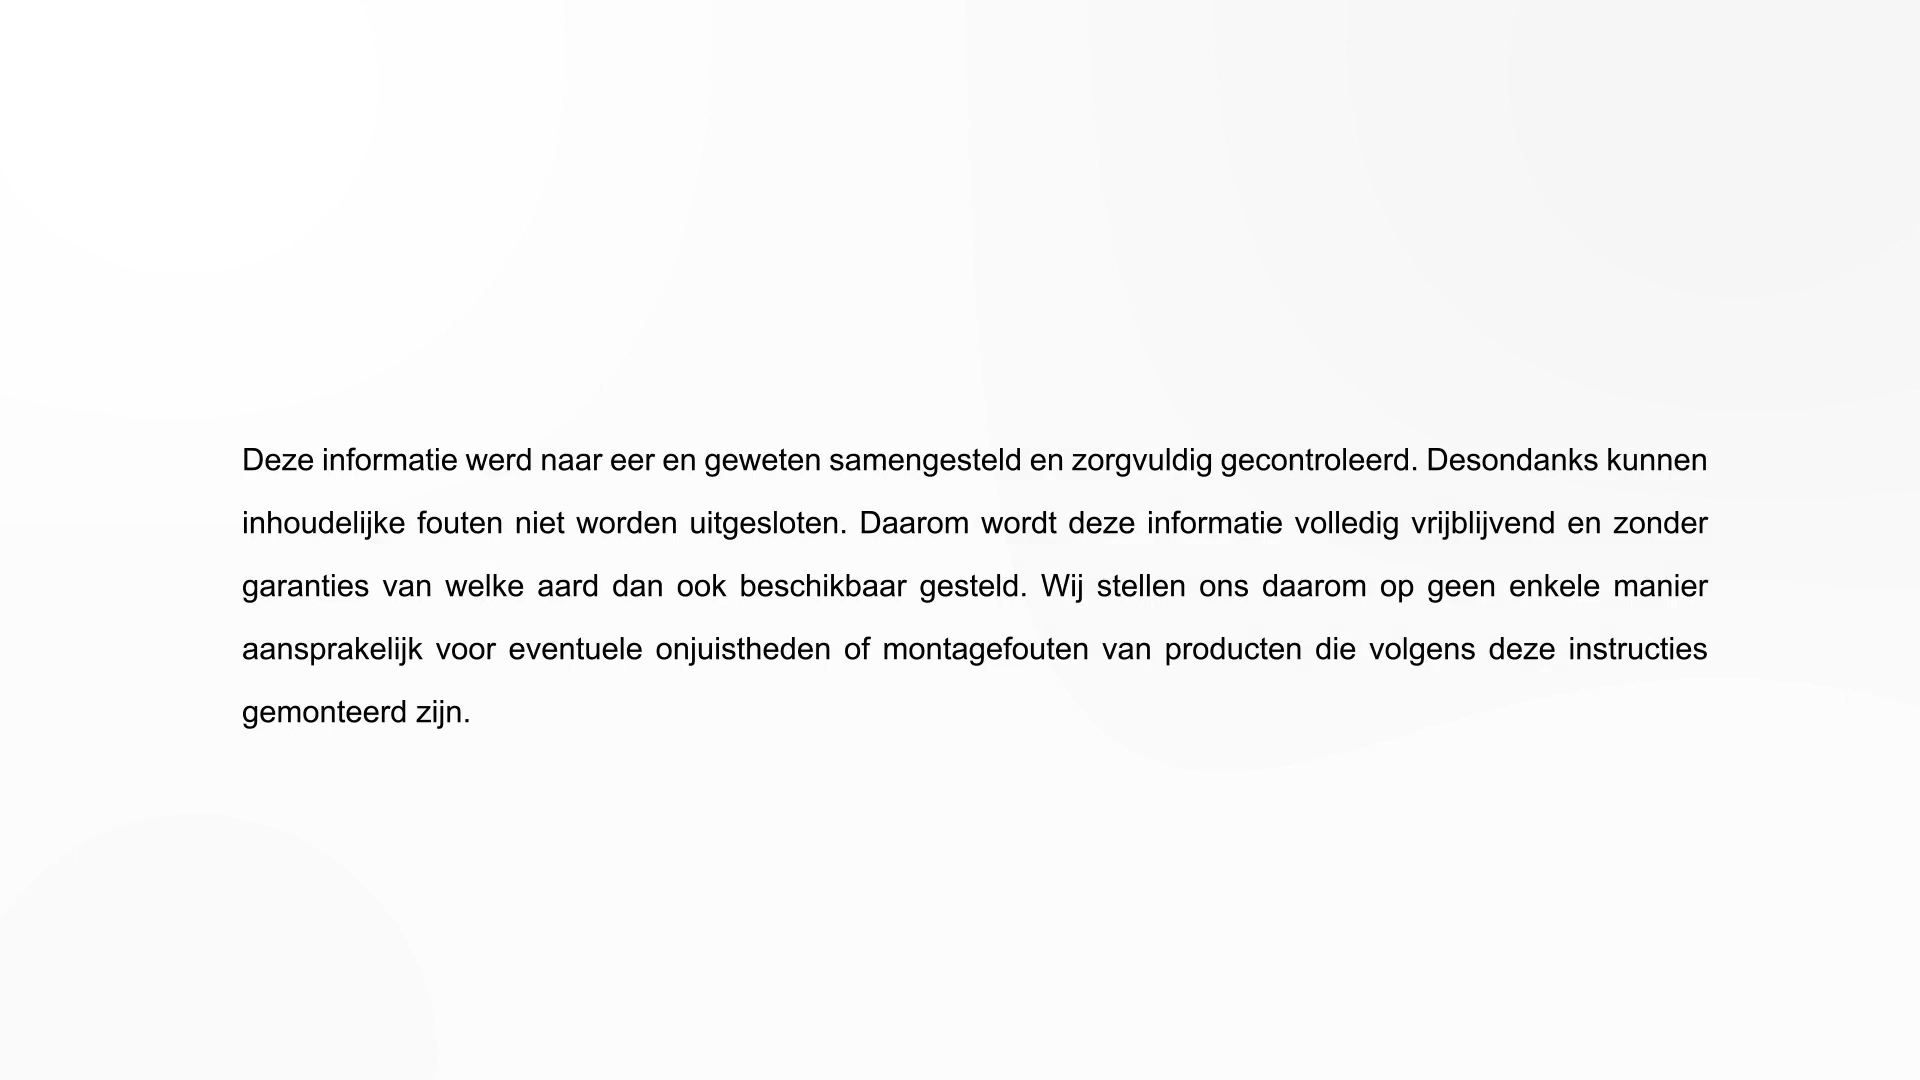 Deze informatie werd naar eer en geweten samengesteld en zorgvuldig gecontroleerd. Desondanks kunnen
inhoudelijke fouten niet worden uitgesloten. Daarom wordt deze informatie volledig vrijblijvend en zonder
garanties van welke aard dan ook beschikbaar gesteld. Wij stellen ons daarom op geen enkele manier
aansprakelijk voor eventuele onjuistheden of montagefouten van producten die volgens deze instructies
gemonteerd zijn.